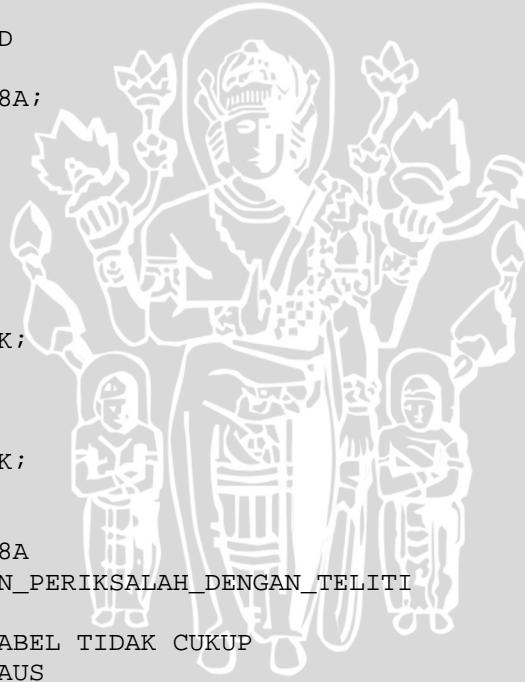 D
8A;
K;
K;
8A
N_PERIKSALAH_DENGAN_TELITI
ABEL TIDAK CUKUP
AUS